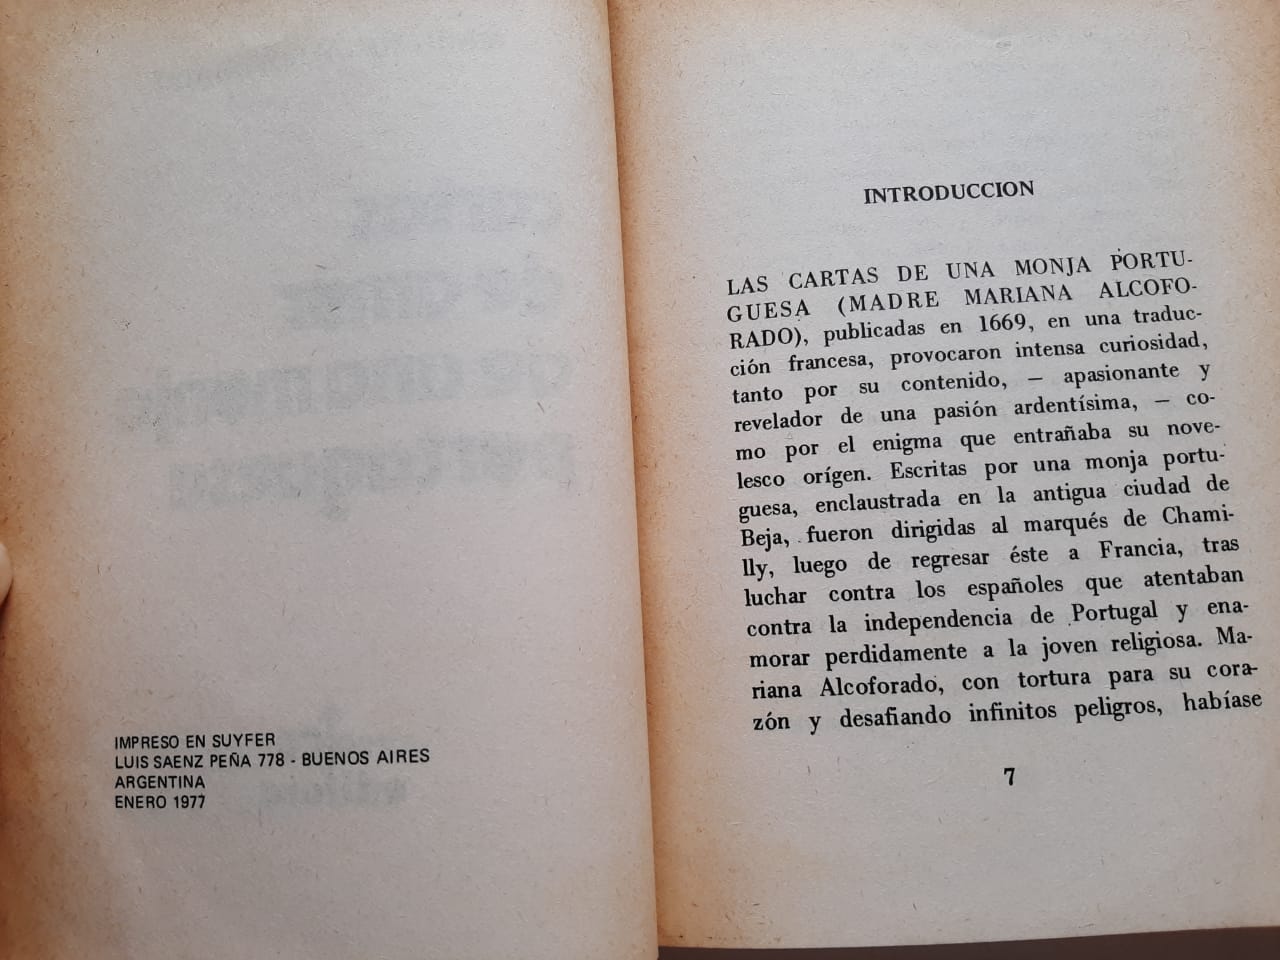 IMPRESO EN SUYFER
LUIS SAENZ PEÑA 778 - BUENOS AIRES
ARGENTINA
ENERO 1977
INTRODUCCION
LAS CARTAS DE UNA MONJA PORTU-
GUESA (MADRE MARIANA ALCOFO-
RADO), publicadas en 1669, en una traduc-
ción francesa, provocaron intensa curiosidad,
tanto por su contenido, — apasionante y
revelador de una pasión ardentísima, — co-
mo por el enigma que entrañaba su nove-
lesco orígen. Escritas por una monja portu-
guesa, enclaustrada en la antigua ciudad de
Beja, fueron dirigidas al marqués de Chami-
lly, luego de regresar éste a Francia, tras
luchar contra los españoles que atentaban
contra la independencia de Portugal y ena-
morar perdidamente a la joven religiosa. Ma-
riana Alcoforado, con tortura para su cora-
zón y desafiando infinitos peligros, habíase
7